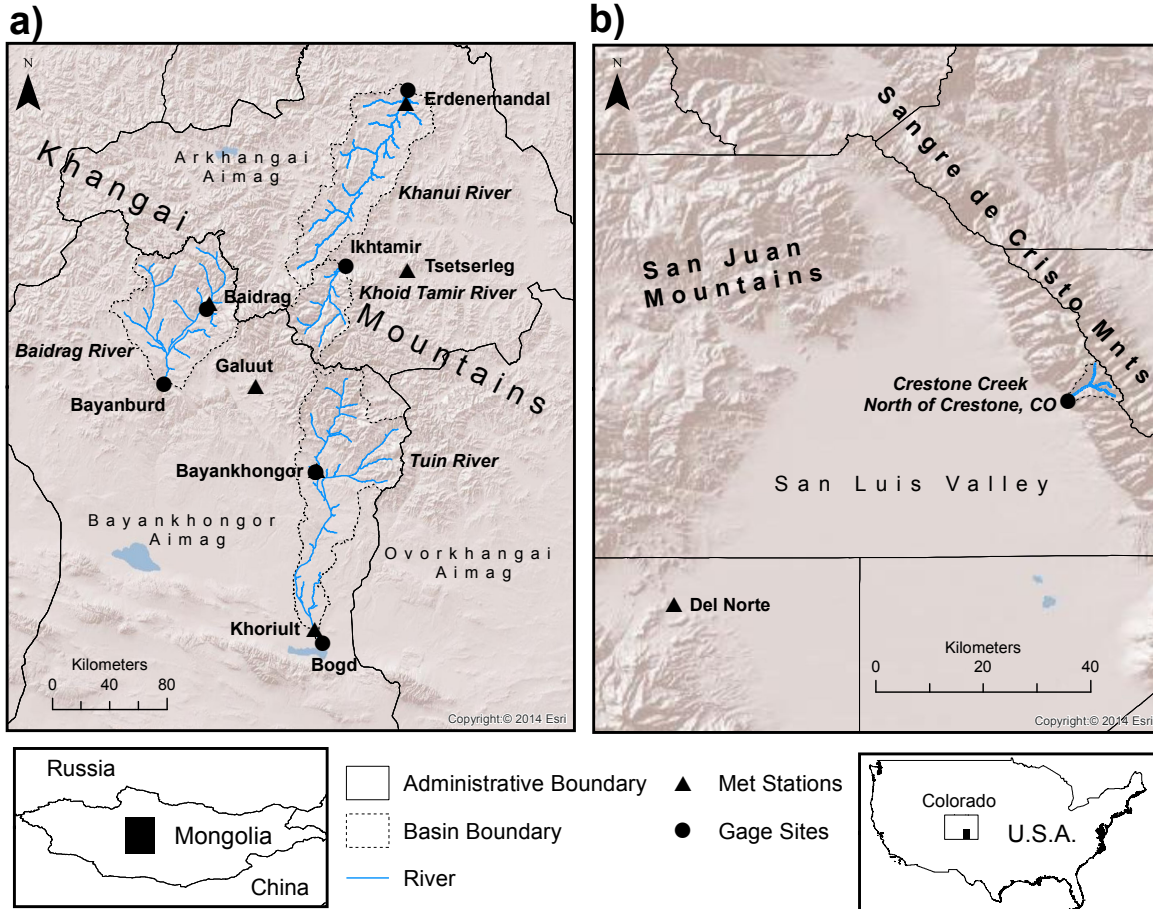 a)
N
Erdenemandal
Khangai
Arkhangai
Aimag
Khanui River
Ikhtamir
Tsetserleg
Khoid Tamir River
Baidrag
Mountains
Baidrag River
Galuut
Bayanburd
Bayankhongor
Tuin River
Bayankhongor
Aimag
Ovorkhangai
Aimag
Khoriult
Bogd
Kilometers
0 40 80
Copyright:© 2014 Esri
b)
N
Sangre de Cristo Mnts
San Juan
Mountains
Crestone Creek
North of Crestone, CO
San Luis Valley
Del Norte
Kilometers
0 20 40
Copyright:© 2014 Esri
Russia
Mongolia
China
Administrative Boundary
Basin Boundary
River
Met Stations
Gage Sites
Colorado
U.S.A.